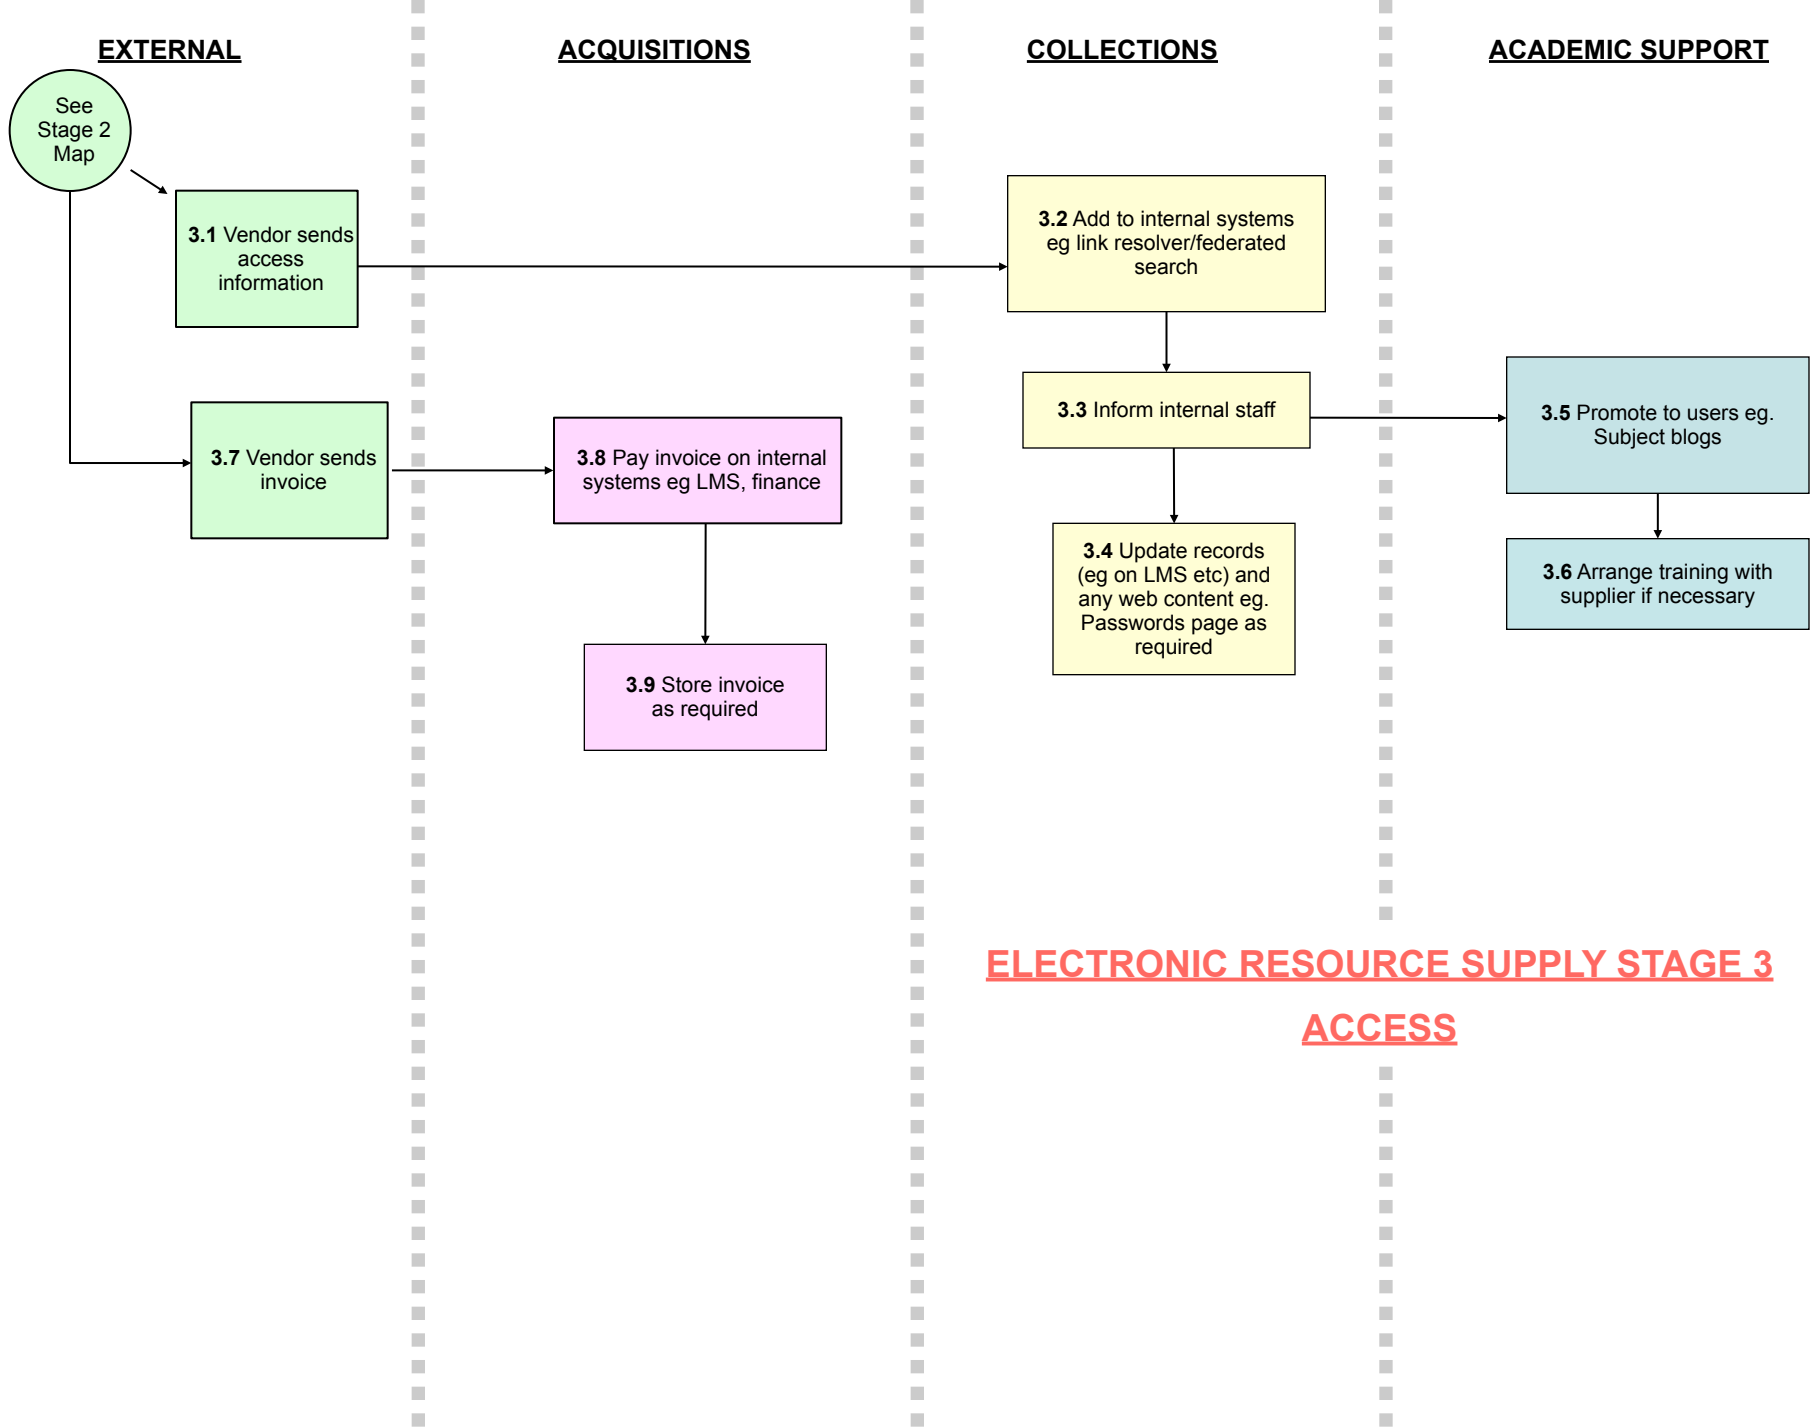 EXTERNAL
ACQUISITIONS
COLLECTIONS
ACADEMIC SUPPORT
See
Stage 2
Map
3.1 Vendor sends
access
information
3.2 Add to internal systems
eg link resolver/federated
search
3.3 Inform internal staff
3.5 Promote to users eg.
Subject blogs
3.7 Vendor sends
invoice
3.8 Pay invoice on internal
systems eg LMS, finance
3.4 Update records
(eg on LMS etc) and
any web content eg.
Passwords page as
required
3.6 Arrange training with
supplier if necessary
3.9 Store invoice
as required
ELECTRONIC RESOURCE SUPPLY STAGE 3
ACCESS